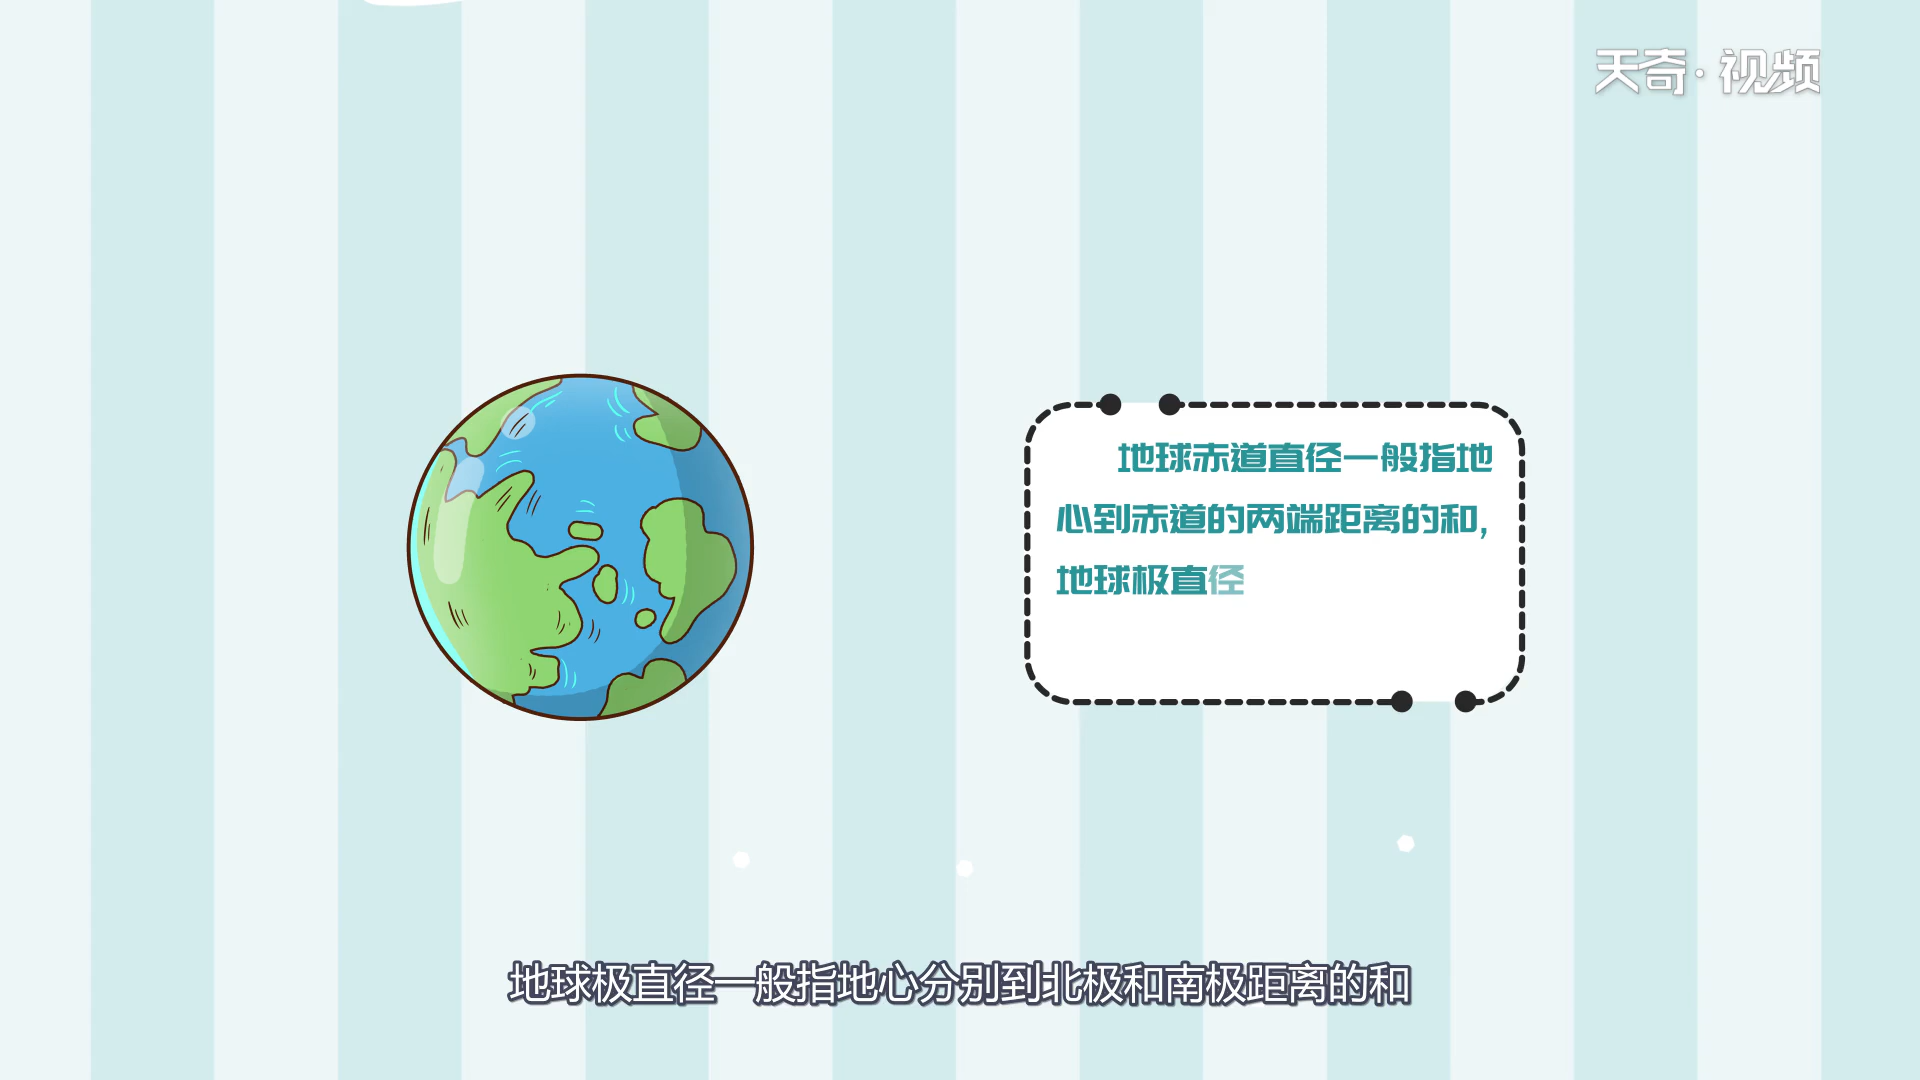 天奇·视频
地球赤道直径一般指地
心到赤道的两端距离的和,
地球极直径
地球极直径一般指地心分别到北极和南极距离的和